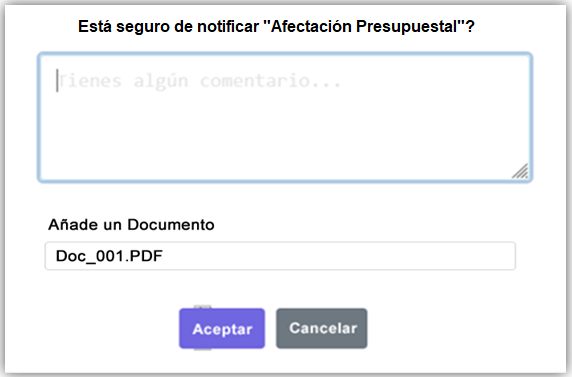 Está seguro de notificar "Afectación Presupuestal"?
Tienes algún comentario...
Añade un Documento
Doc_001.PDF
Aceptar
Cancelar